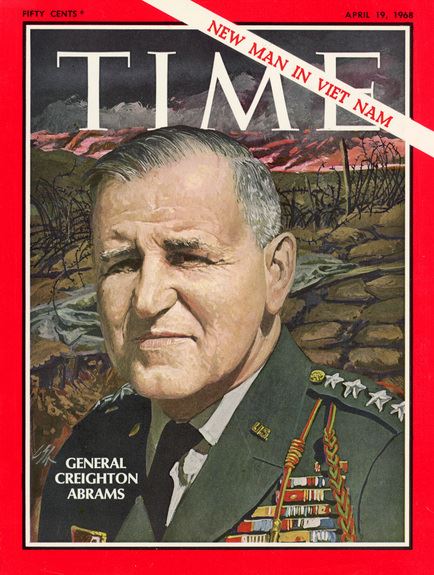 FIFTY CENTS
APRIL 19, 1968
NEW MAN IN VIET NAM
TIME
U.S.
GENERAL
CREIGHTON
ABRAMS